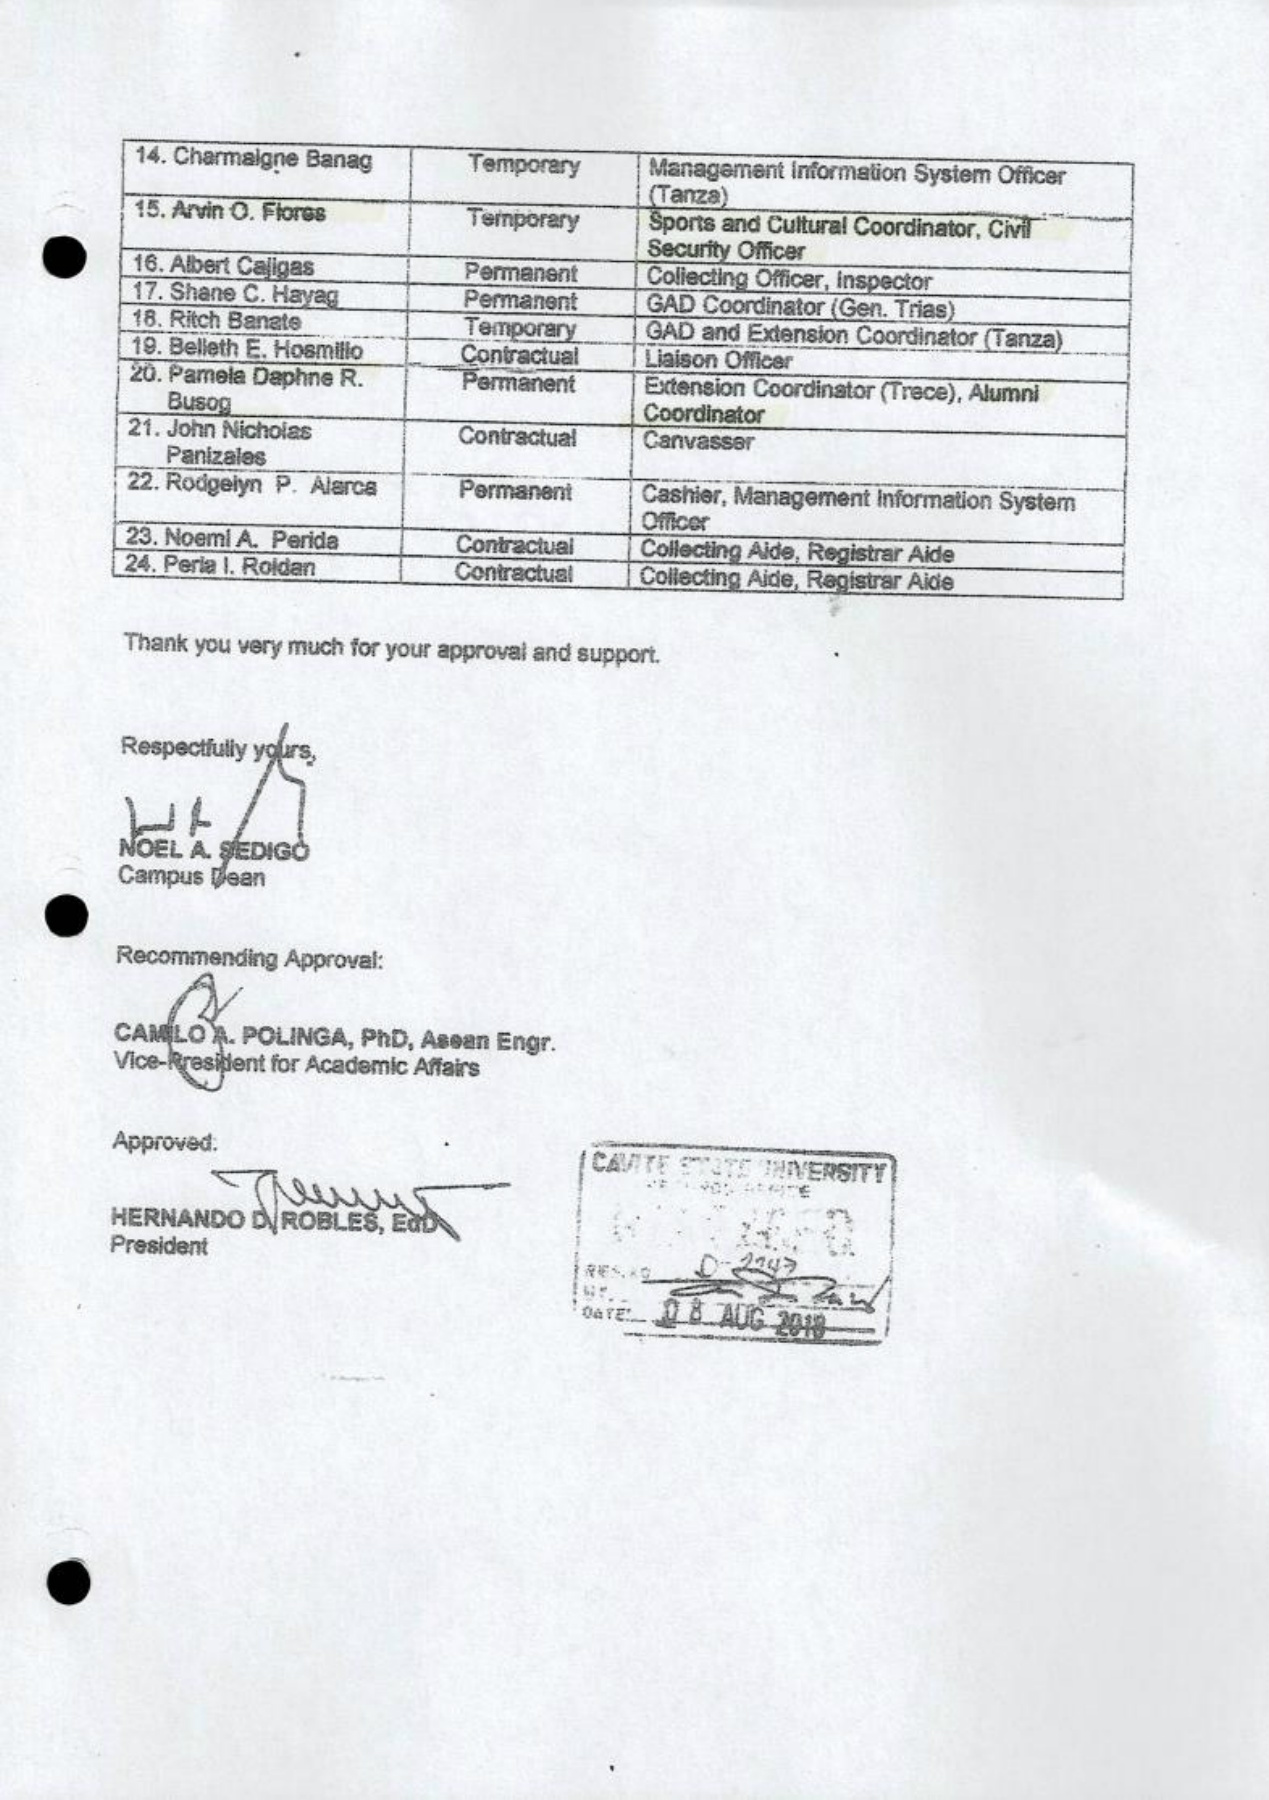 14. Charmaigne Banag Temporary Management Information System Officer
(Tanza)
15. Arvin O. Flores Temporary Sports and Cultural Coordinator, Civil
Security Officer
16. Albert Cajigas Permanent Collecting Officer, Inspector
17. Shane C. Hayag Permanent GAD Coordinator (Gen. Trias)
18. Ritch Banate Temporary GAD and Extension Coordinator (Tanza)
19. Belleth E. Hosmillo Contractual Liaison Officer
20. Pamela Daphne R. Permanent Extension Coordinator (Trece), Alumni
Busog Coordinator
21. John Nicholas Contractual Canvasser
Panizales
22. Rodgelyn P. Alarca Permanent Cashier, Management Information System
Officer
23. Noemi A. Perida Contractual Collecting Aide, Registrar Aide
24. Perla I. Roldan Contractual Collecting Aide, Registrar Aide
Thank you very much for your approval and support.
Respectfully yours,
NOEL A. SEDIGO
Campus Dean
Recommending Approval:
CAMILO A. POLINGA, PhD, Asean Engr.
Vice-President for Academic Affairs
Approved:
HERNANDO D. ROBLES, EdD
President
CAVITE STATE UNIVERSITY
D-2247
DATE: 08 AUG 2018